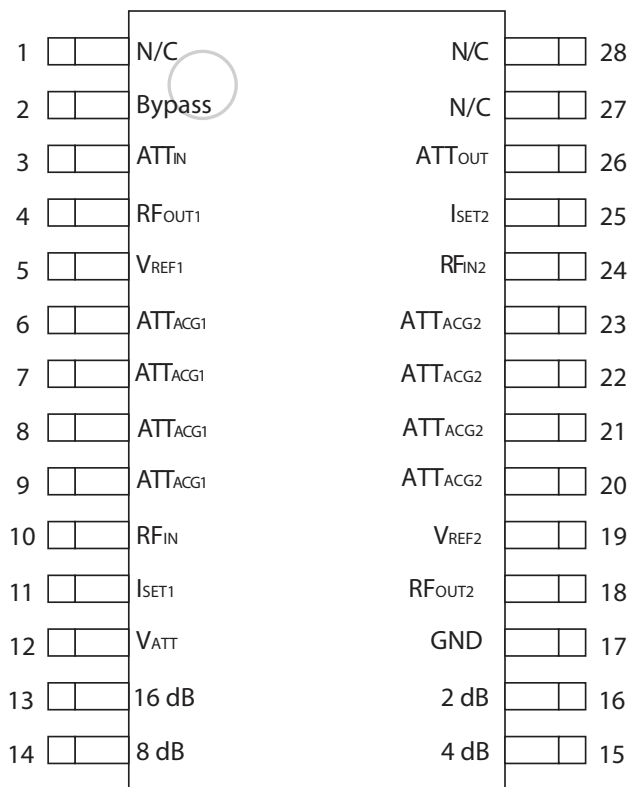 1 N/C N/C 28
2 Bypass N/C 27
3 ATTIN ATTOUT 26
4 RFOUT1 ISET2 25
5 VREF1 RFIN2 24
6 ATTACG1 ATTACG2 23
7 ATTACG1 ATTACG2 22
8 ATTACG1 ATTACG2 21
9 ATTACG1 ATTACG2 20
10 RFIN VREF2 19
11 ISET1 RFOUT2 18
12 VATT GND 17
13 16 dB 2 dB 16
14 8 dB 4 dB 15